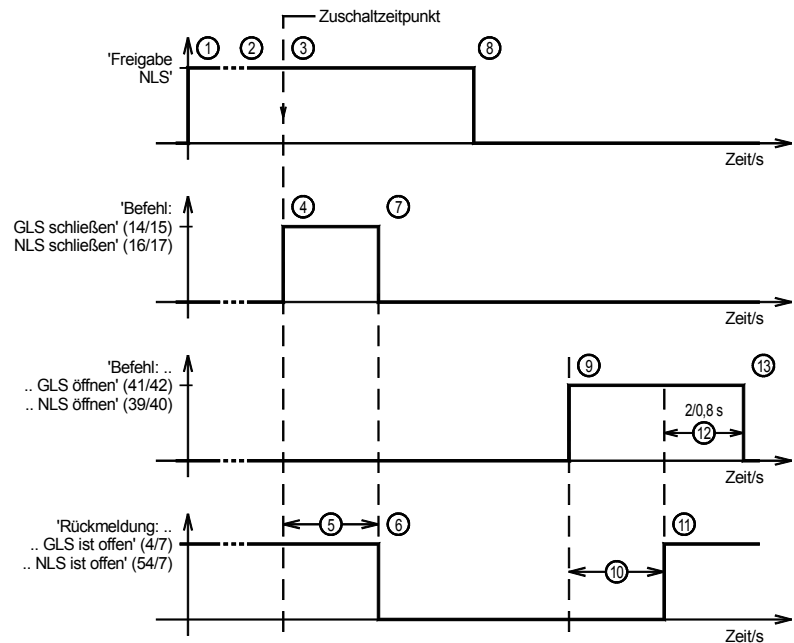 Zuschaltzeitpunkt
1 2 3 8
'Freigabe
NLS'
Zeit/s
'Befehl:
GLS schließen' (14/15)
NLS schließen' (16/17)
4 7
Zeit/s
'Befehl: ..
.. GLS öffnen' (41/42)
.. NLS öffnen' (39/40)
9 13
2/0,8 s
12
Zeit/s
'Rückmeldung: ..
.. GLS ist offen' (4/7)
.. NLS ist offen' (54/7)
5 6 11
10
Zeit/s